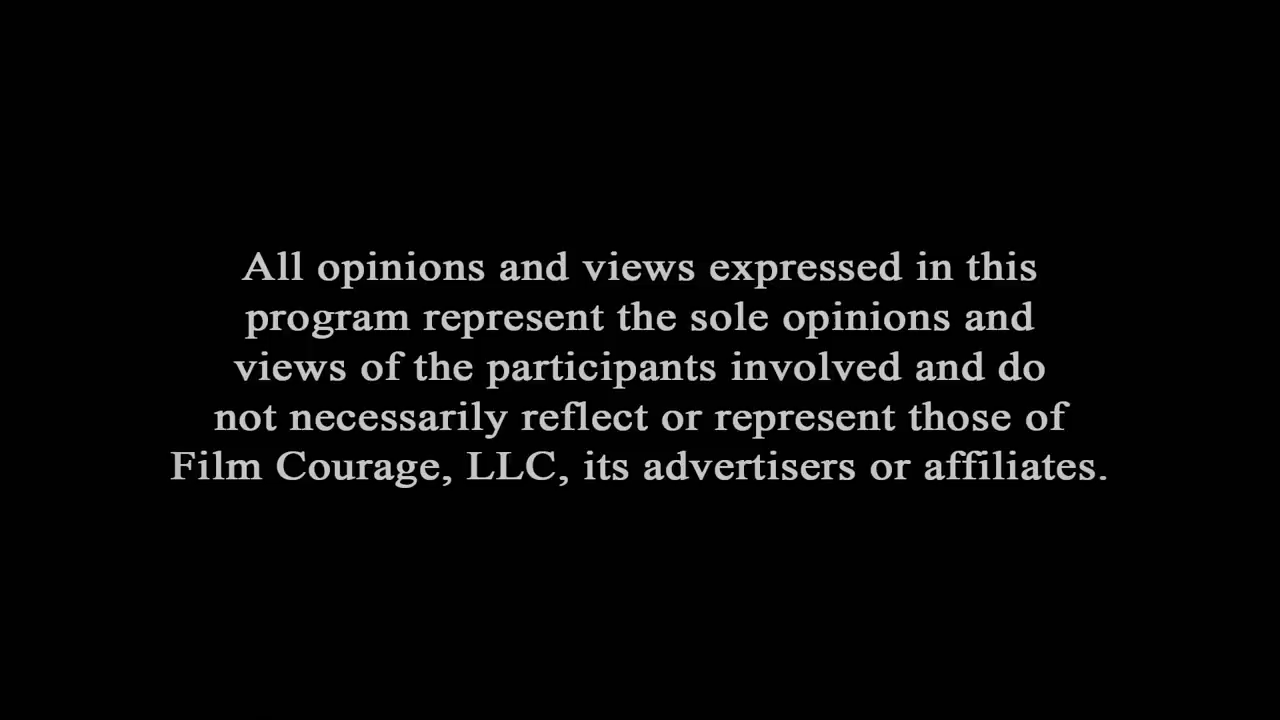 All opinions and views expressed in this
program represent the sole opinions and
views of the participants involved and do
not necessarily reflect or represent those of
Film Courage, LLC, its advertisers or affiliates.